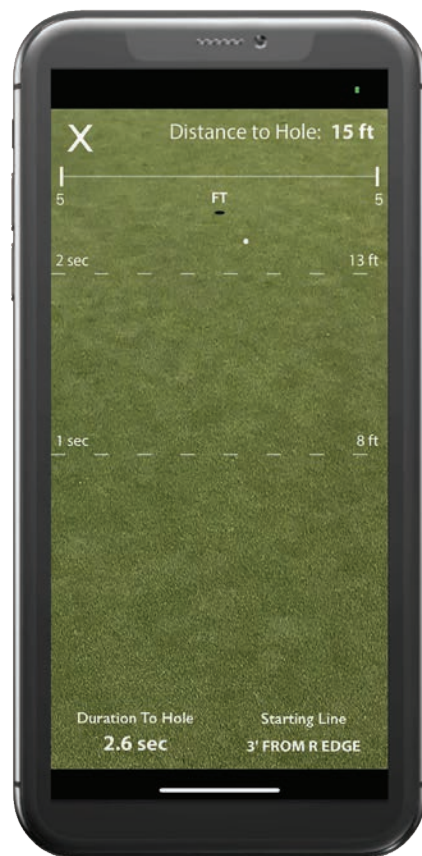 X
Distance to Hole: 15 ft
5 5
FT
2 sec 13 ft
1 sec 8 ft
Duration To Hole Starting Line
2.6 sec 3' FROM R EDGE